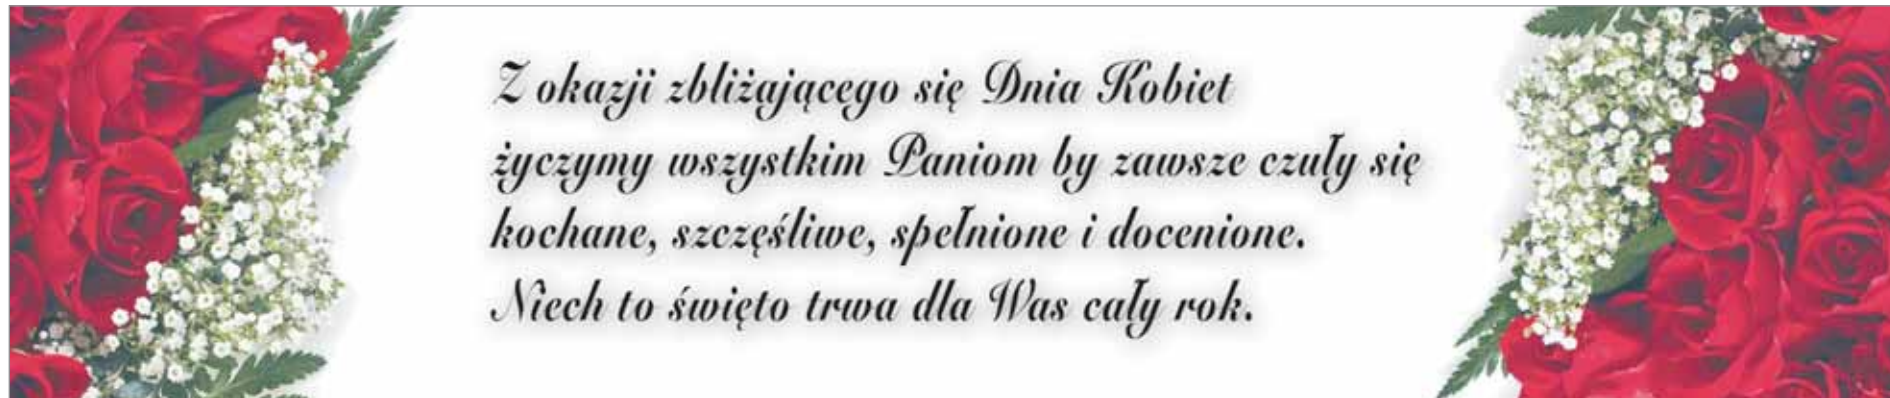 Z okazji zbliżającego się Dnia Kobiet
życzymy wszystkim Paniom by zawsze czuły się
kochane, szczęśliwe, spełnione i docenione.
Niech to święto trwa dla Was cały rok.